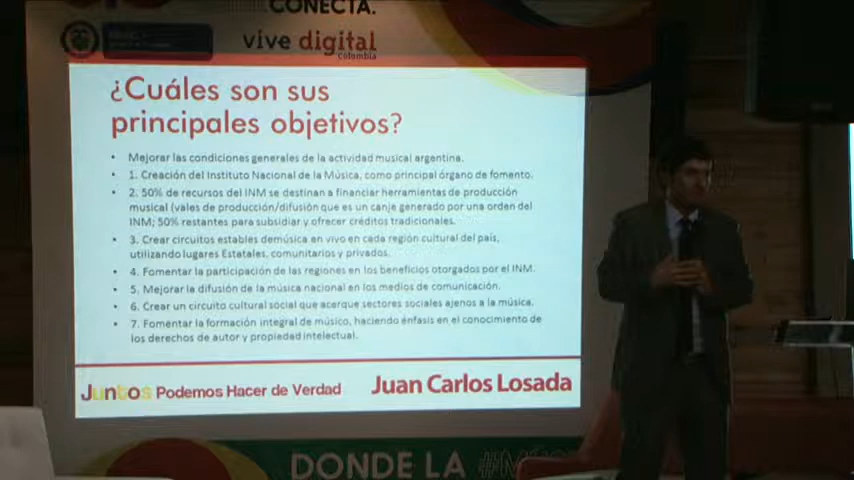 CONECTA.
vive digital
Colombia
¿Cuáles son sus
principales objetivos?
• Mejorar las condiciones generales de la actividad musical argentina.
• 1. Creación del Instituto Nacional de la Música, como principal órgano de fomento.
• 2. 50% de recursos del INM se destinan a financiar herramientas de producción
musical (vales de producción/difusión que es un canje generado por una orden del
INM; 50% restantes para subsidiar y ofrecer créditos tradicionales.
• 3. Crear circuitos estables demúsica en vivo en cada región cultural del país,
utilizando lugares Estatales, comunitarios y privados.
• 4. Fomentar la participación de las regiones en los beneficios otorgados por el INM.
• 5. Mejorar la difusión de la música nacional en los medios de comunicación.
• 6. Crear un circuito cultural social que acerque sectores sociales ajenos a la música.
• 7. Fomentar la formación integral de músico, haciendo énfasis en el conocimiento de
los derechos de autor y propiedad intelectual.
Juntos Podemos Hacer de Verdad
Juan Carlos Losada
DONDE LA